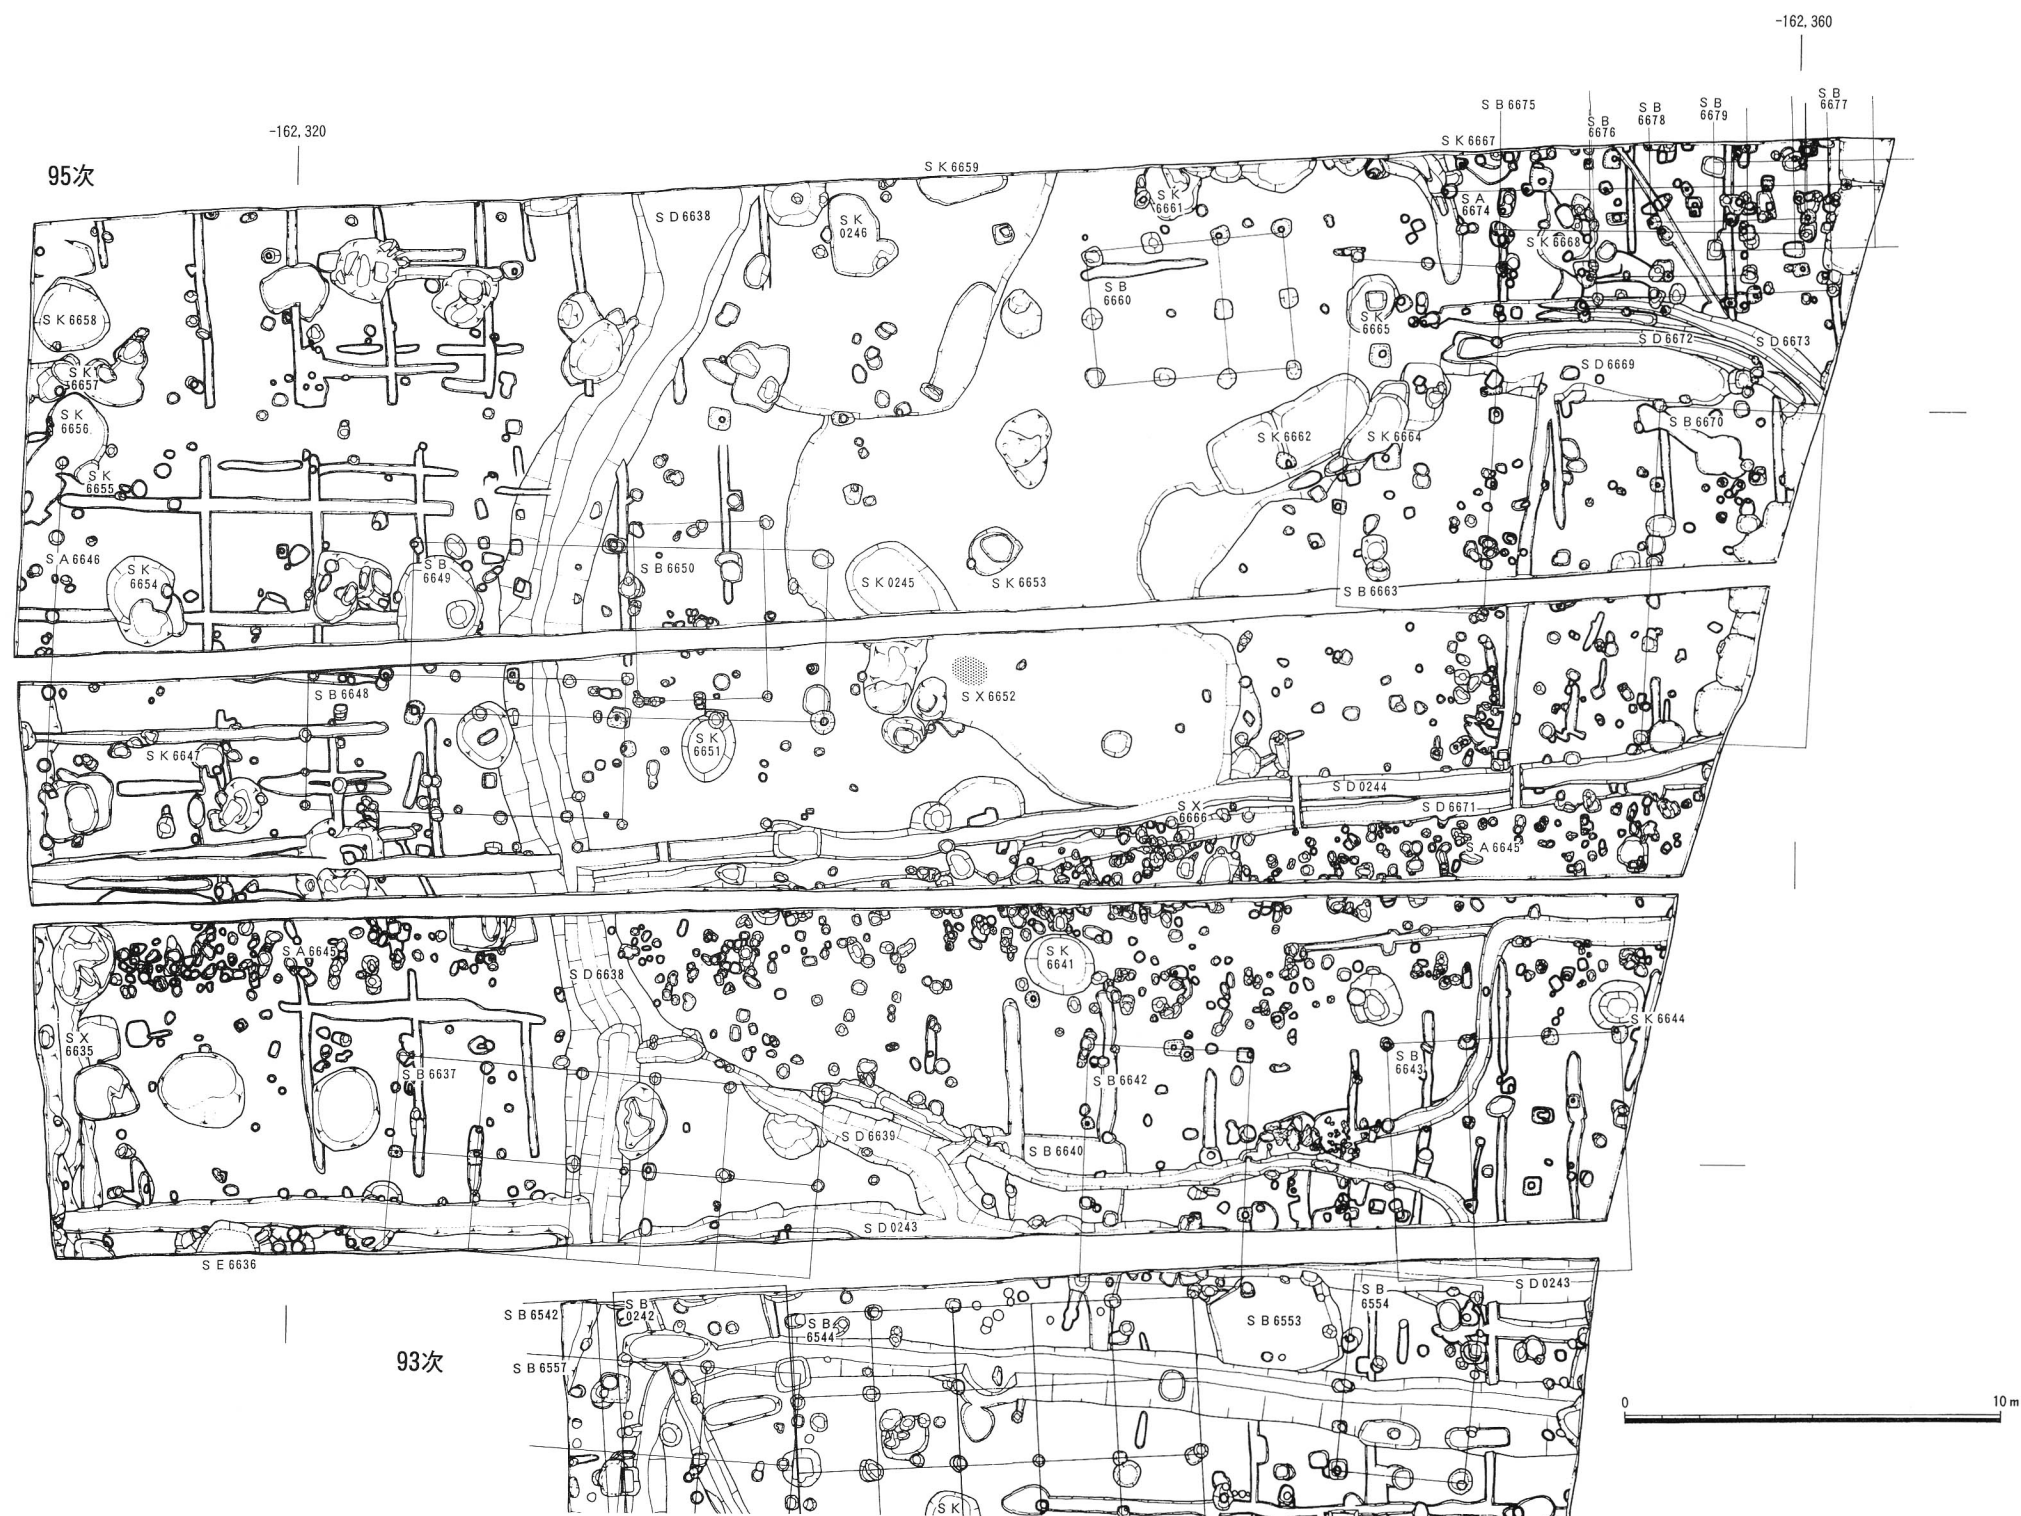 -162,360
-162,320
95次
S B 6675
S B
6676
S B
6678
S B
6679
S B
6677
S K 6667
S K 6659
S D 6638
S K
0246
S K
6661
S A
6674
S K 6668
S B
6660
S K 6658
S K
6665
S D 6672
S D 6673
S D 6669
S K
6657
S K
6656
S K 6662
S K 6664
S B 6670
S K
6655
S A 6646
S K
6654
S B
6649
S B 6650
S K 0245
S K 6653
S B 6663
S B 6648
S X 6652
S K
6651
S K 6647
S D 0244
S X
6666
S D 6671
S A 6645
S A 6645
S D 6638
S K
6641
S X
6635
S K 6644
S B 6637
S B 6642
S B
6643
S D 6639
S B 6640
S D 0243
S E 6636
S D 0243
S B 6542
S B
0242
S B
6544
S B 6553
S B
6554
93次
S B 6557
0
10 m
S K